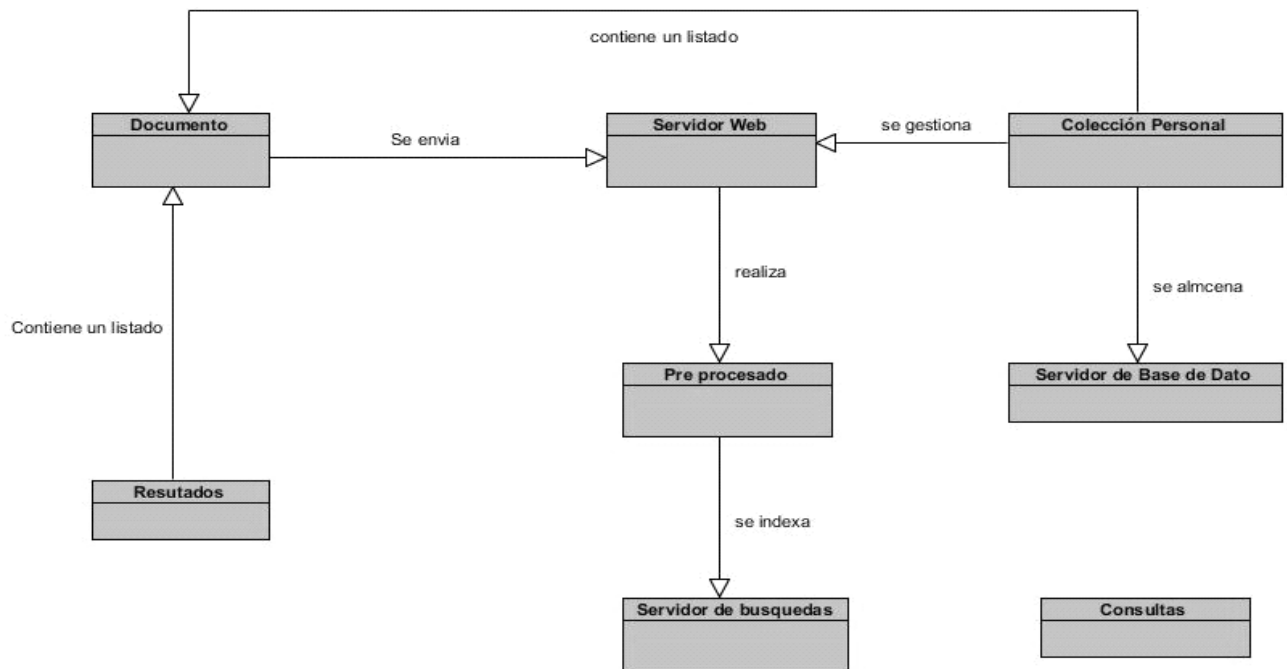 contiene un listado
Documento
Servidor Web
Colección Personal
Se envia
se gestiona
realiza
se almcena
Contiene un listado
Pre procesado
Servidor de Base de Dato
Resutados
se indexa
Servidor de busquedas
Consultas